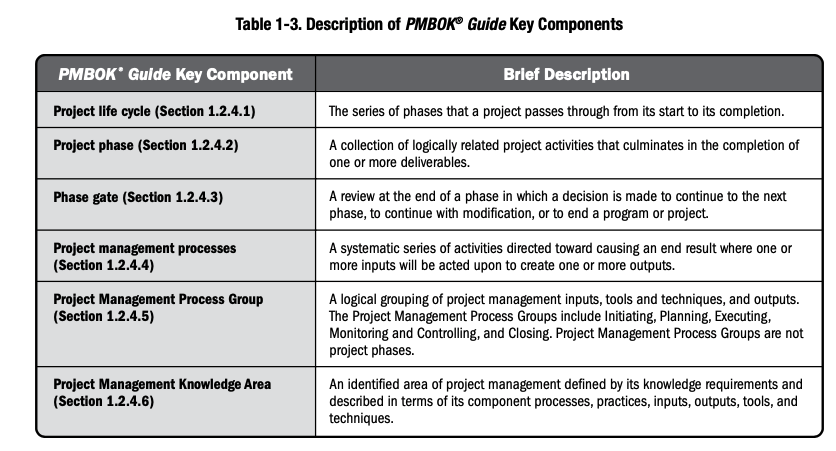 Table 1-3. Description of PMBOK® Guide Key Components
PMBOK® Guide Key Component
Brief Description
Project life cycle (Section 1.2.4.1)
The series of phases that a project passes through from its start to its completion.
Project phase (Section 1.2.4.2)
A collection of logically related project activities that culminates in the completion of
one or more deliverables.
Phase gate (Section 1.2.4.3)
A review at the end of a phase in which a decision is made to continue to the next
phase, to continue with modification, or to end a program or project.
Project management processes
(Section 1.2.4.4)
A systematic series of activities directed toward causing an end result where one or
more inputs will be acted upon to create one or more outputs.
Project Management Process Group
(Section 1.2.4.5)
A logical grouping of project management inputs, tools and techniques, and outputs.
The Project Management Process Groups include Initiating, Planning, Executing,
Monitoring and Controlling, and Closing. Project Management Process Groups are not
project phases.
Project Management Knowledge Area
(Section 1.2.4.6)
An identified area of project management defined by its knowledge requirements and
described in terms of its component processes, practices, inputs, outputs, tools, and
techniques.